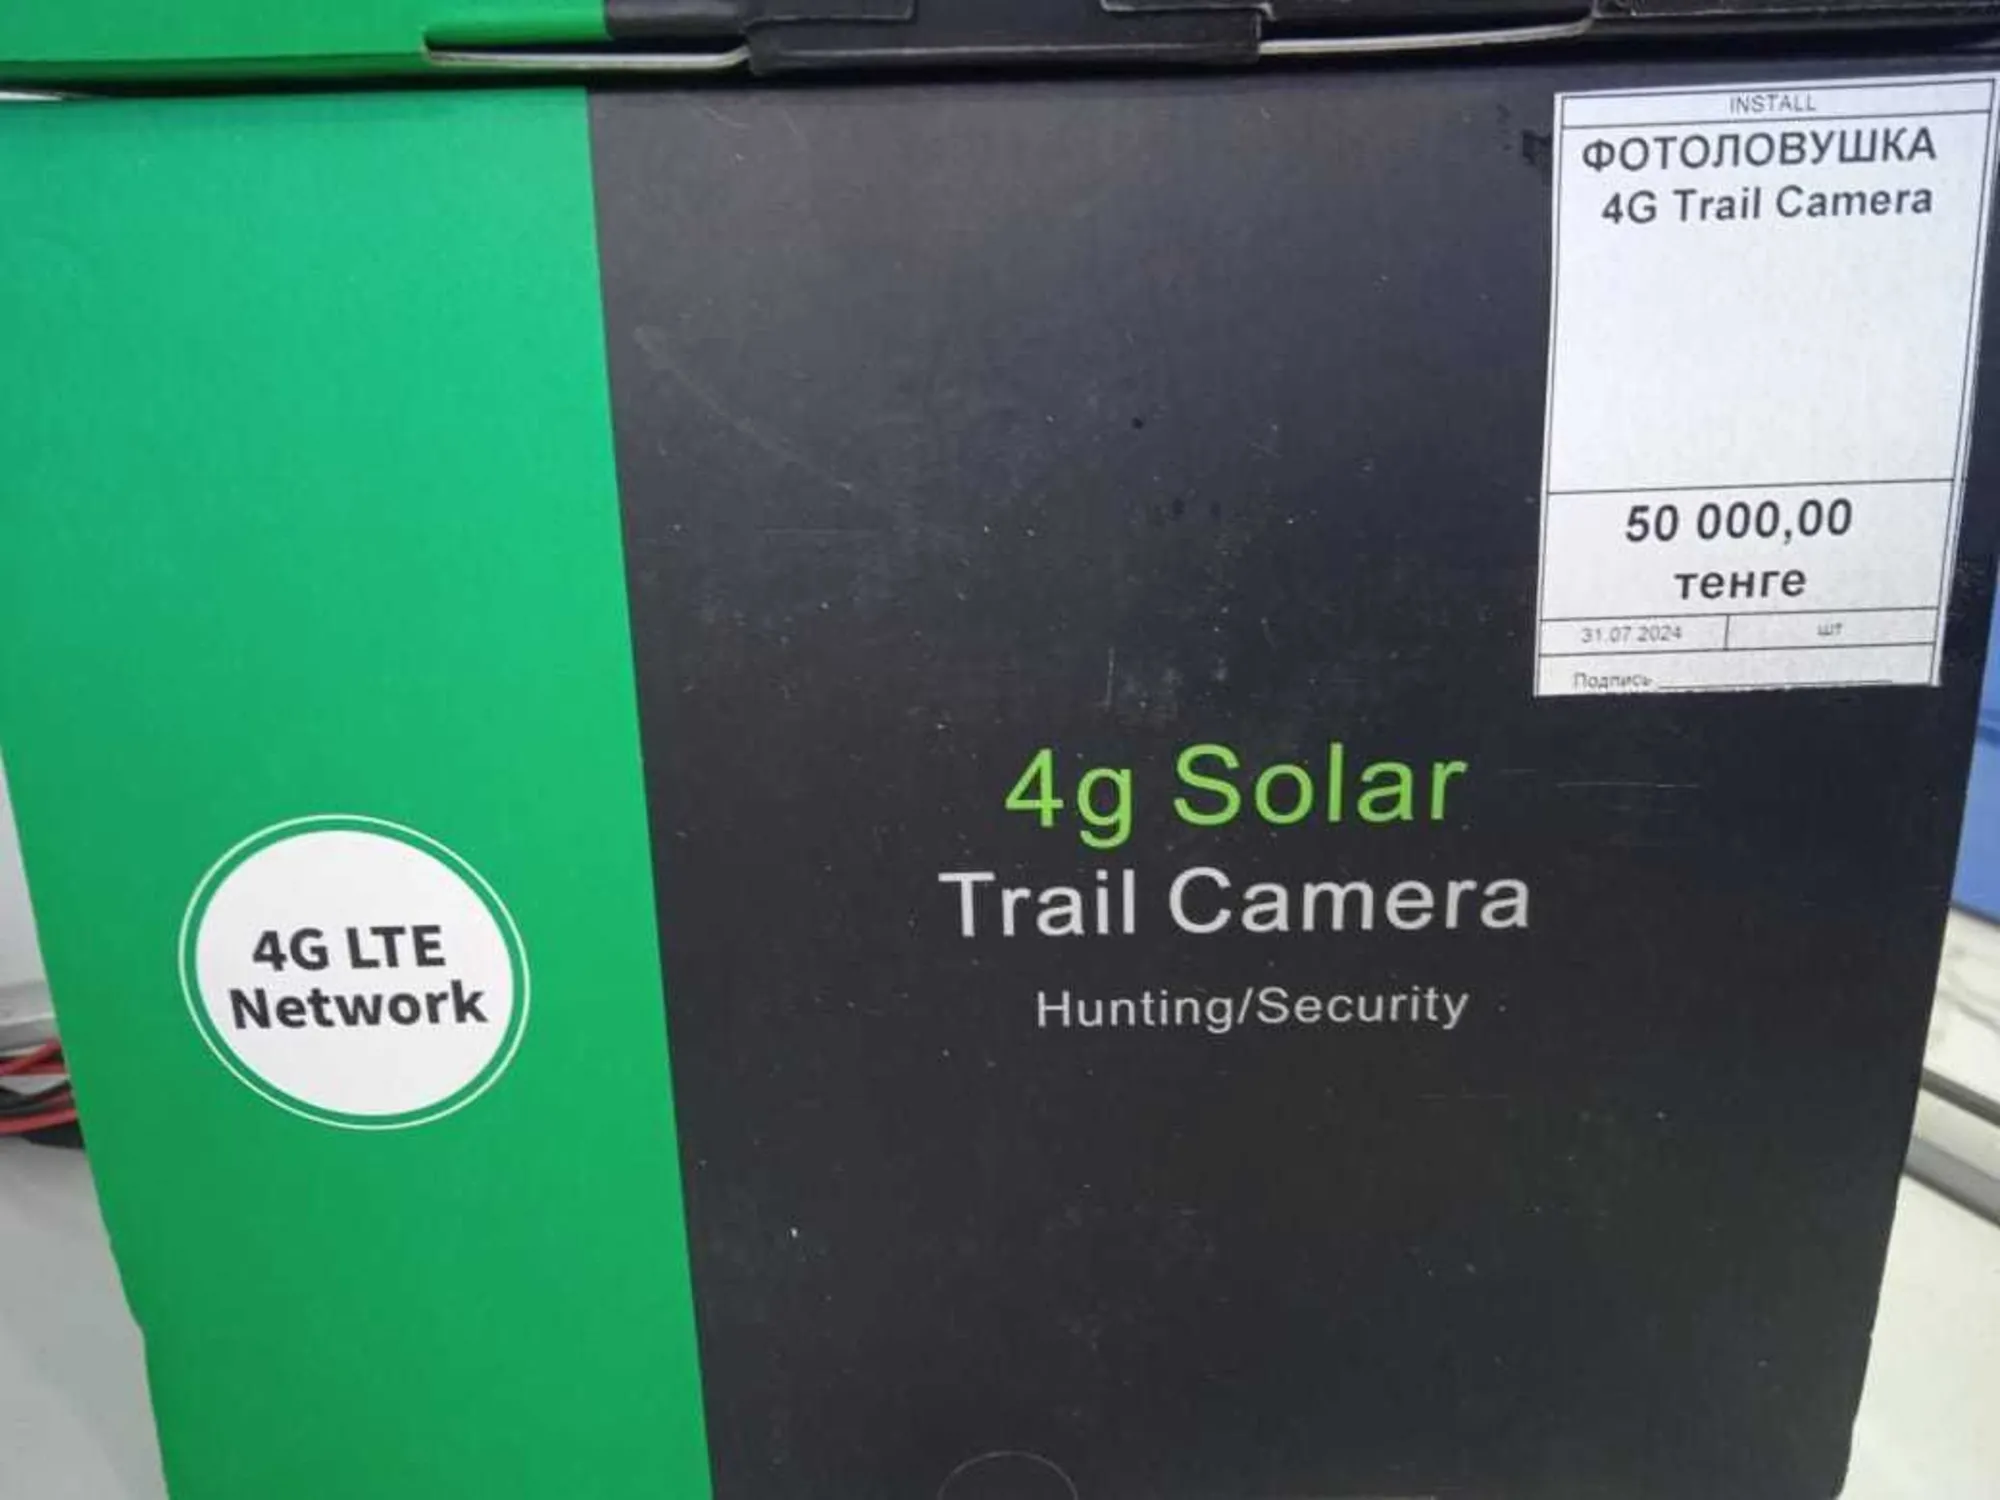 INSTALL
ФОТОЛОВУШКА
4G Trail Camera
50 000,00
тенге
31.07.2024
шт
Подпись
4g Solar
Trail Camera
Hunting/Security
4G LTE
Network